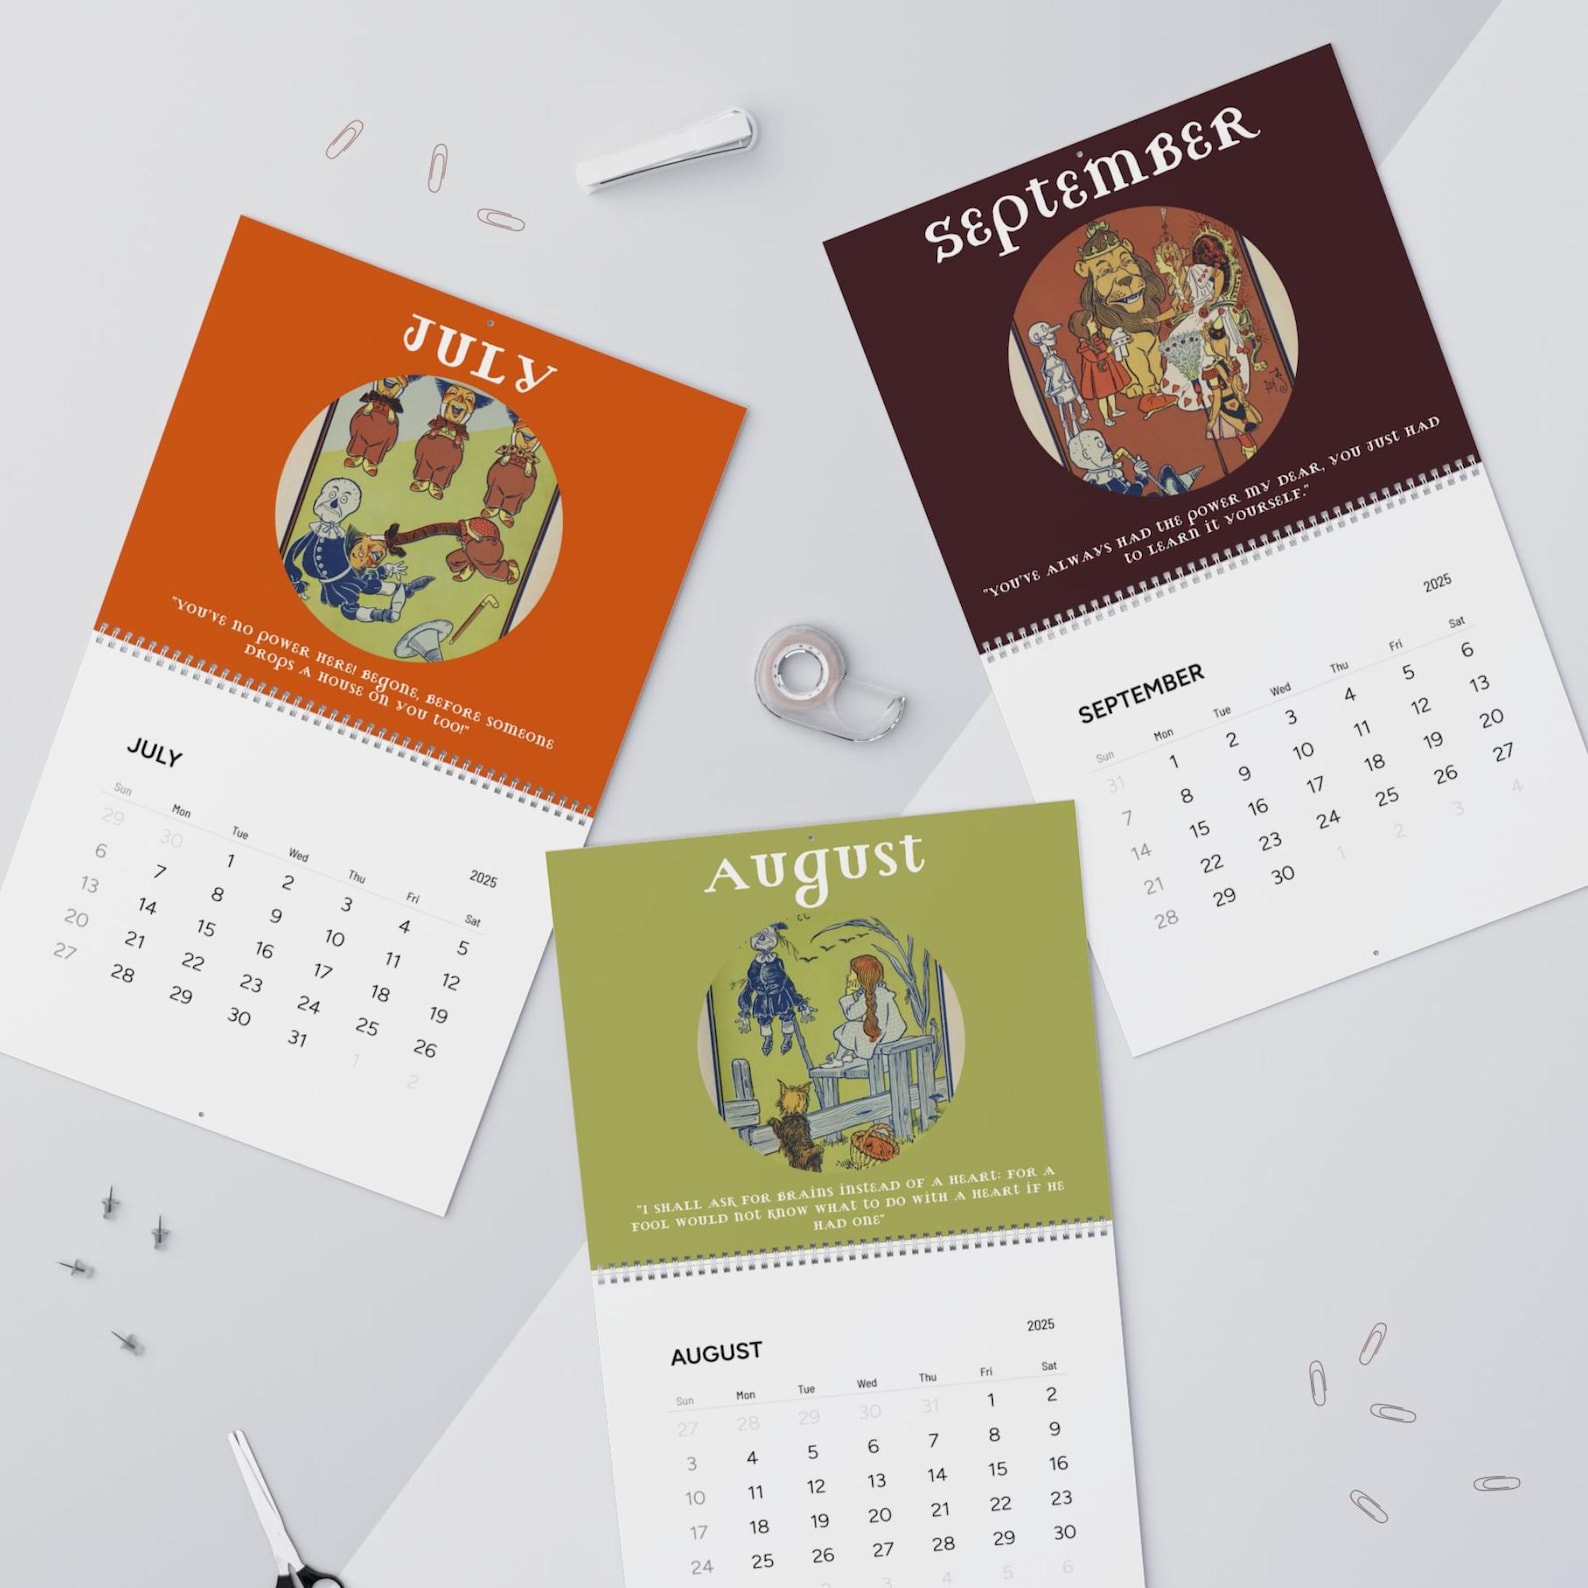 JULY
"YOU'VE NO POWER HERE! BEGONE, BEFORE SOMEONE
DROPS A HOUSE ON YOU TOO!"
JULY
2025
Sun Mon Tue Wed Thu Fri Sat
29 30 1 2 3 4 5
6 7 8 9 10 11 12
13 14 15 16 17 18 19
20 21 22 23 24 25 26
27 28 29 30 31 1 2
SEPTEMBER
"YOU'VE ALWAYS HAD THE POWER MY DEAR, YOU JUST HAD
TO LEARN IT YOURSELF."
2025
SEPTEMBER
Sun Mon Tue Wed Thu Fri Sat
31 1 2 3 4 5 6
7 8 9 10 11 12 13
14 15 16 17 18 19 20
21 22 23 24 25 26 27
28 29 30 1 2 3 4
AUGUST
"I SHALL ASK FOR BRAINS INSTEAD OF A HEART; FOR A
FOOL WOULD NOT KNOW WHAT TO DO WITH A HEART IF HE
HAD ONE"
2025
AUGUST
Sun Mon Tue Wed Thu Fri Sat
27 28 29 30 31 1 2
3 4 5 6 7 8 9
10 11 12 13 14 15 16
17 18 19 20 21 22 23
24 25 26 27 28 29 30
2 3 4 5 6